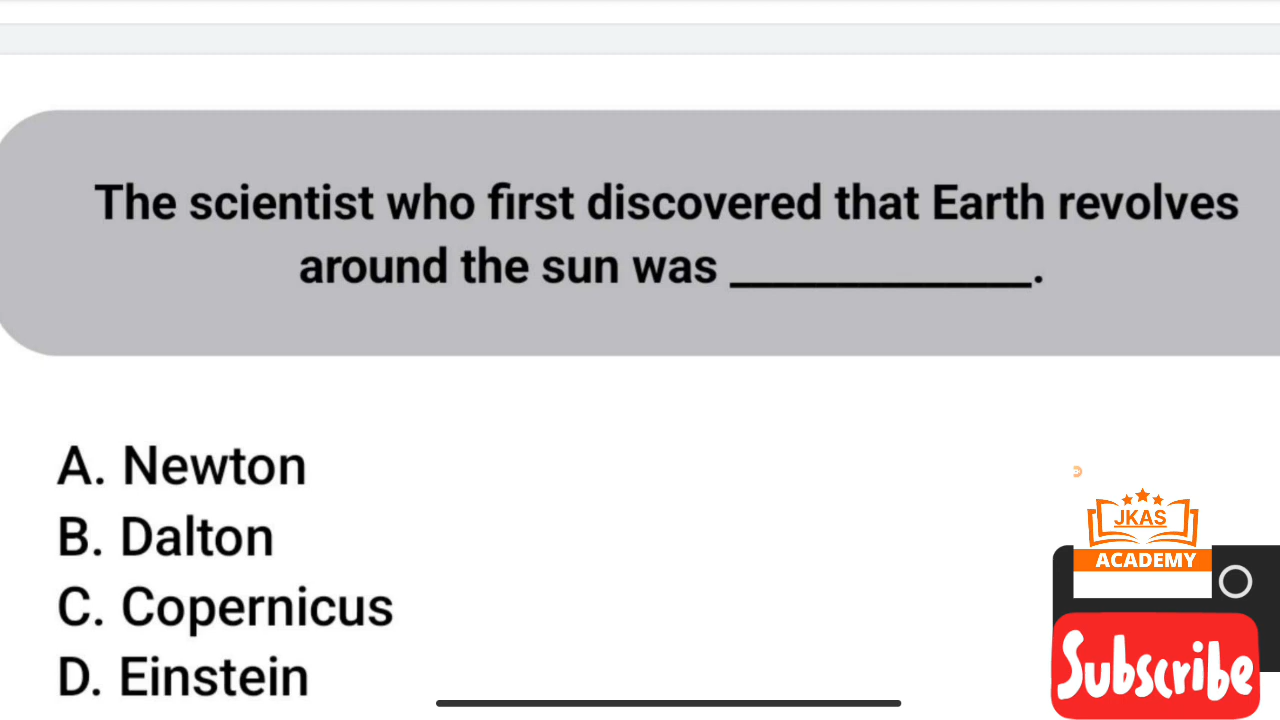 The scientist who first discovered that Earth revolves
around the sun was _____________.
A. Newton
B. Dalton
C. Copernicus
D. Einstein
JKAS
ACADEMY
Subscribe